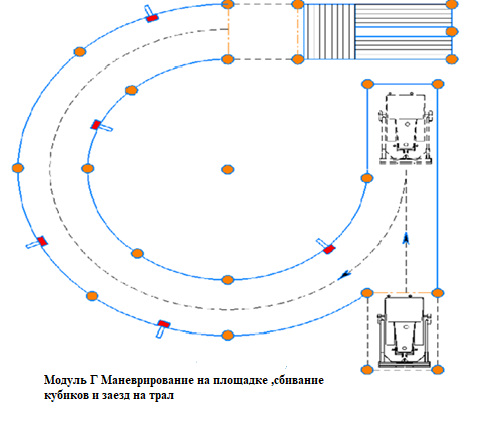 Модуль Г Маневрирование на площадке ,сбивание
кубиков и заезд на трал